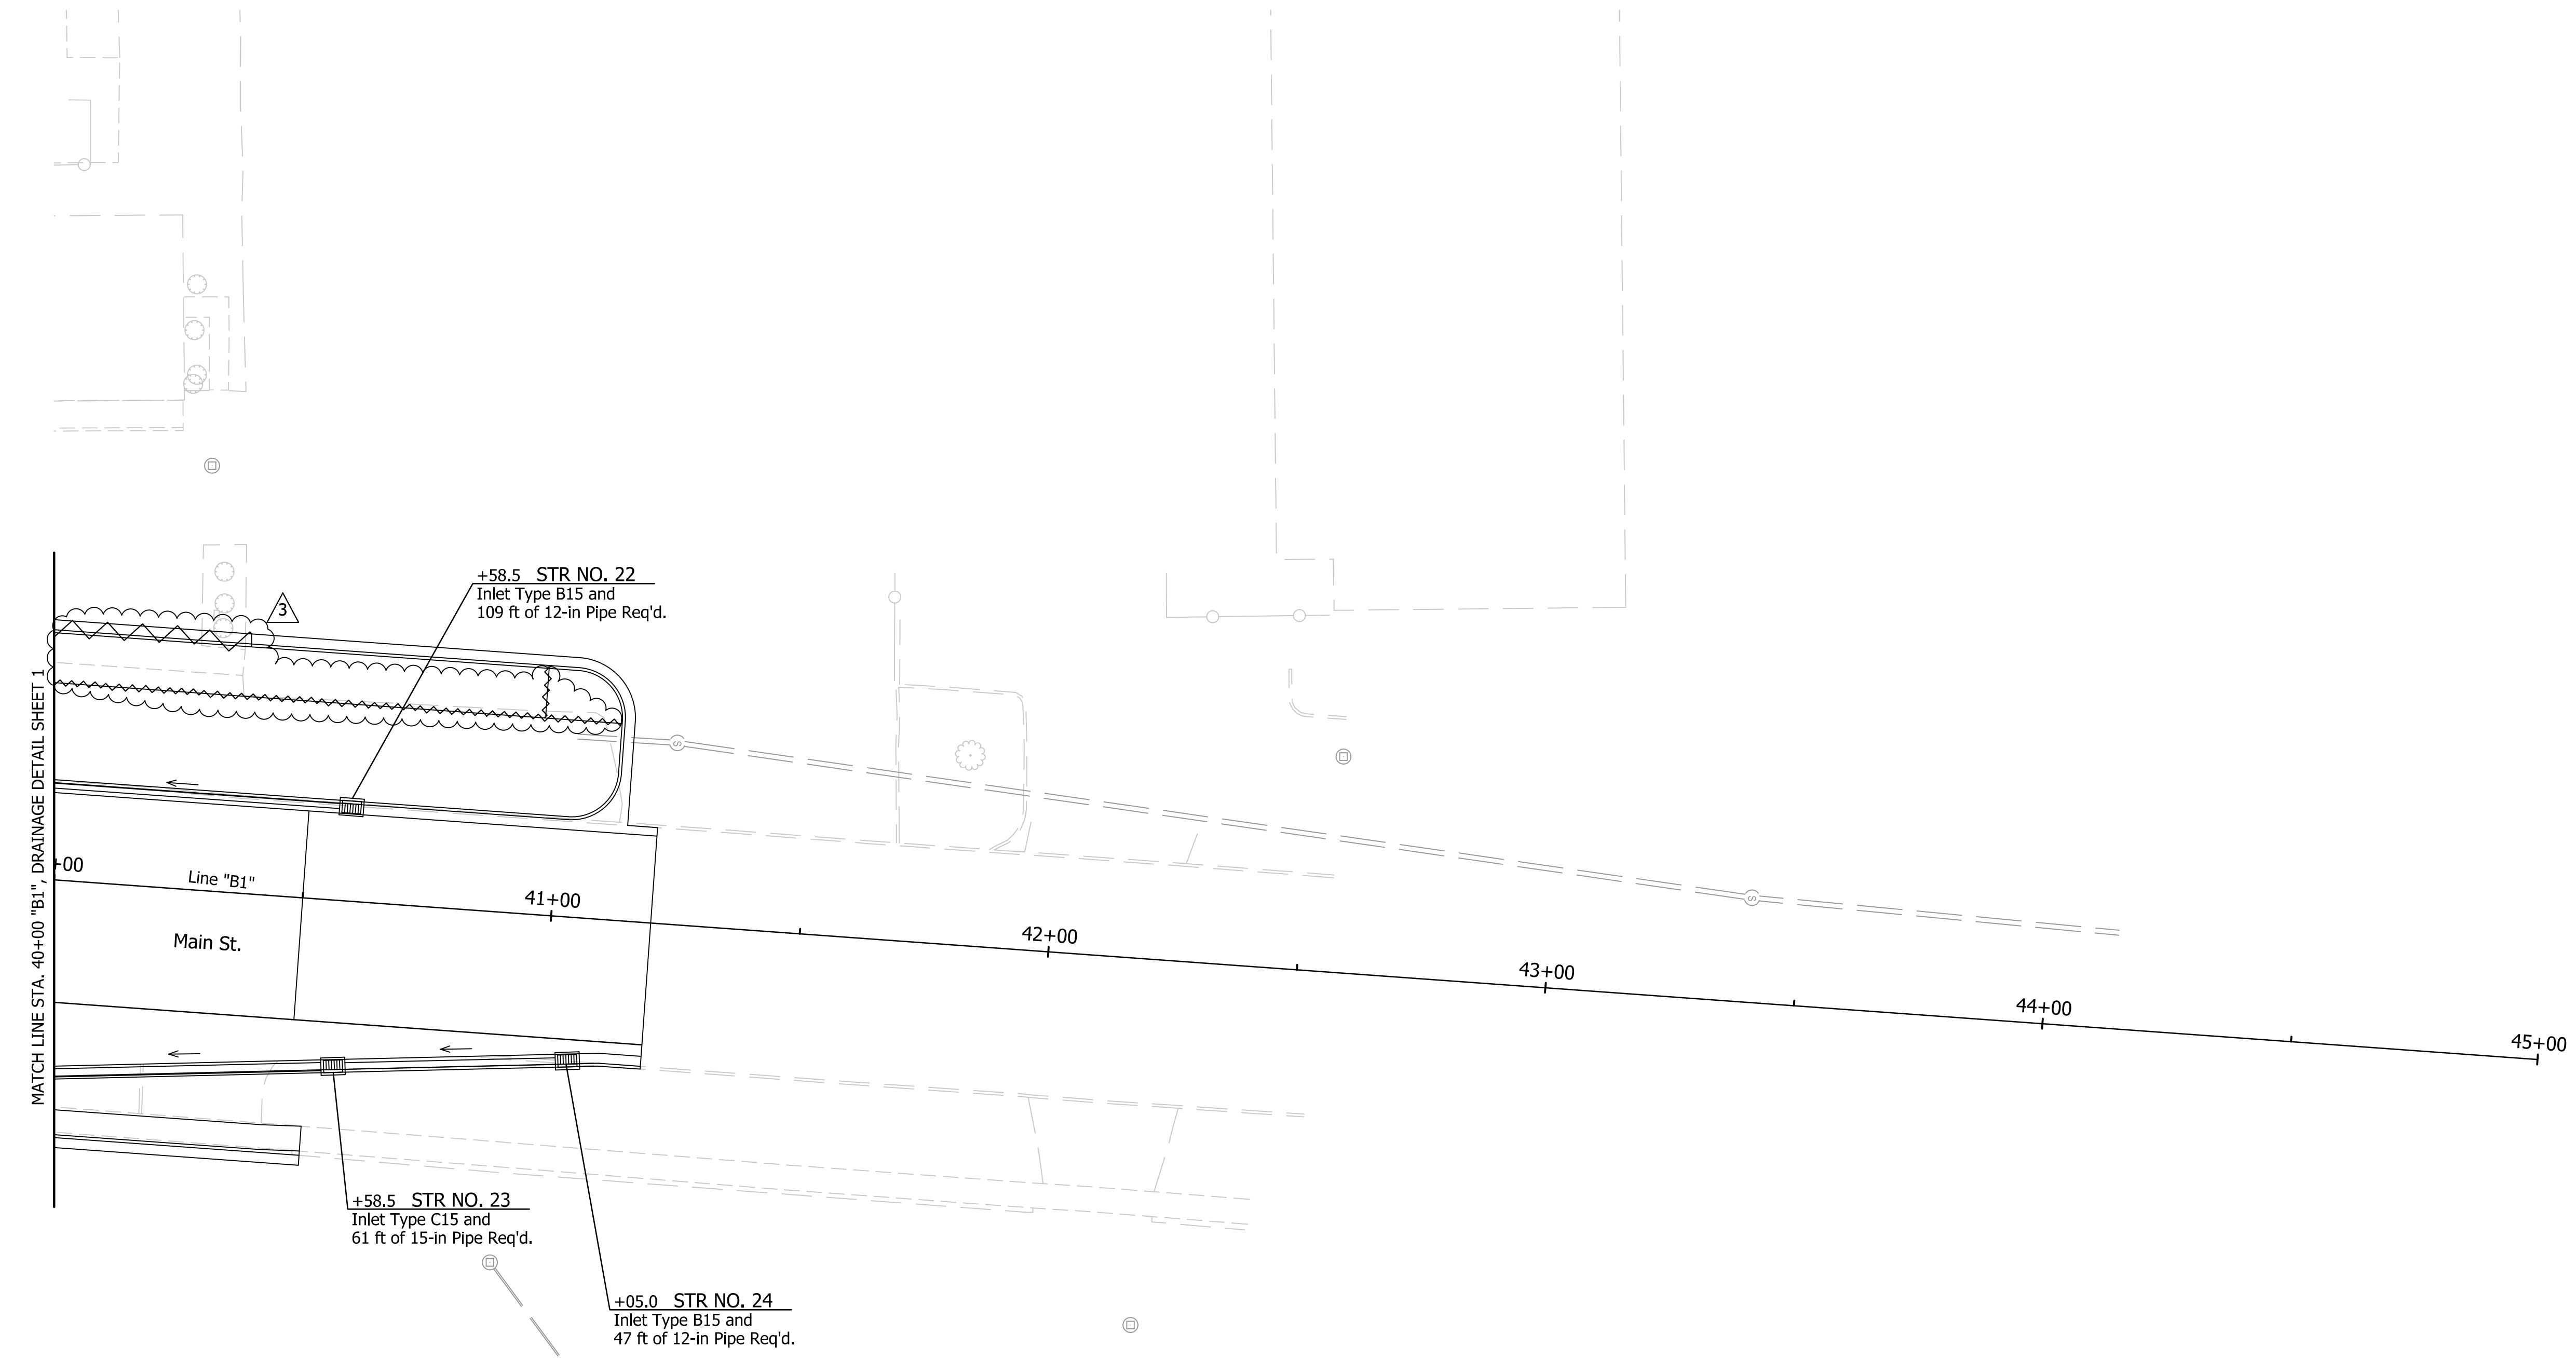 +58.5 STR NO. 22
Inlet Type B15 and
109 ft of 12-in Pipe Req'd.
3
MATCH LINE STA. 40+00 "B1", DRAINAGE DETAIL SHEET 1
S
+00
Line "B1"
41+00
S
Main St.
42+00
43+00
44+00
45+00
+58.5 STR NO. 23
Inlet Type C15 and
61 ft of 15-in Pipe Req'd.
+05.0 STR NO. 24
Inlet Type B15 and
47 ft of 12-in Pipe Req'd.